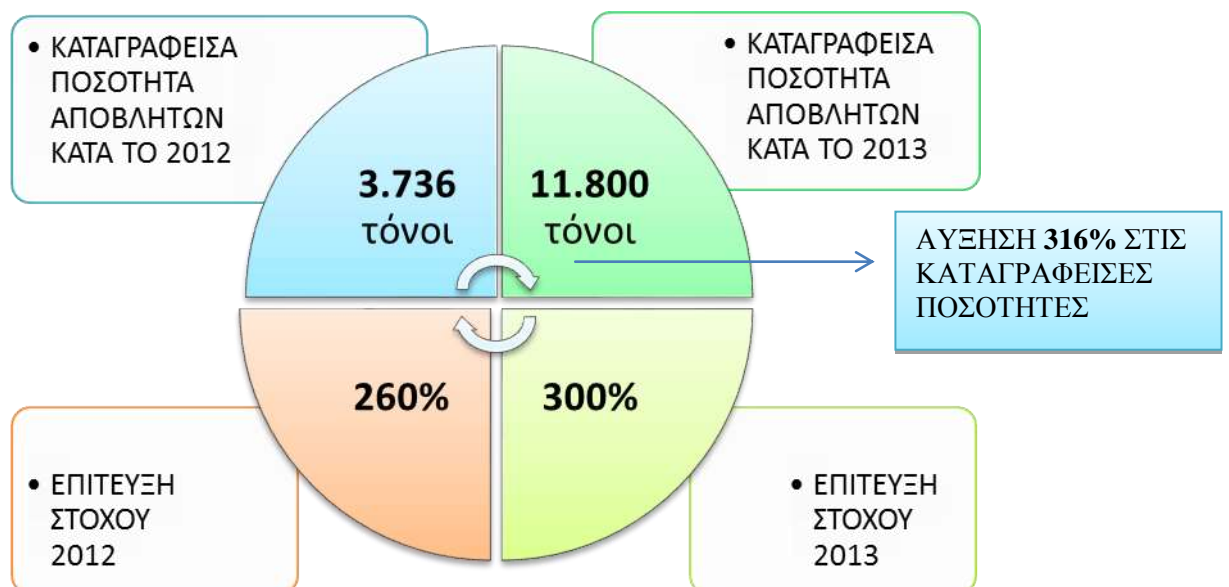 • ΚΑΤΑΓΡΑΦΕΙΣΑ
ΠΟΣΟΤΗΤΑ
ΑΠΟΒΛΗΤΩΝ
ΚΑΤΑ ΤΟ 2012
• ΚΑΤΑΓΡΑΦΕΙΣΑ
ΠΟΣΟΤΗΤΑ
ΑΠΟΒΛΗΤΩΝ
ΚΑΤΑ ΤΟ 2013
3.736
τόνοι
11.800
τόνοι
ΑΥΞΗΣΗ 316% ΣΤΙΣ
ΚΑΤΑΓΡΑΦΕΙΣΕΣ
ΠΟΣΟΤΗΤΕΣ
260%
300%
• ΕΠΙΤΕΥΞΗ
ΣΤΟΧΟΥ
2012
• ΕΠΙΤΕΥΞΗ
ΣΤΟΧΟΥ
2013